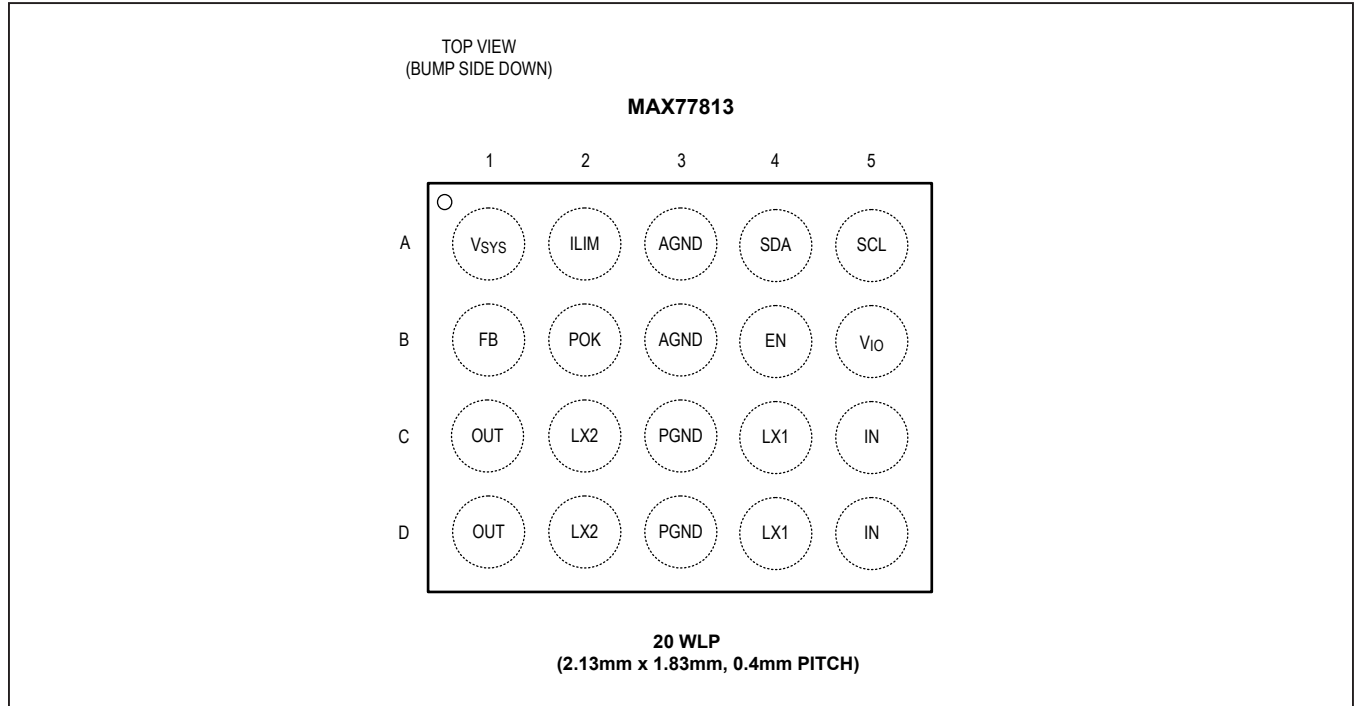 TOP VIEW
(BUMP SIDE DOWN)
MAX77813
1 2 3 4 5
A VSYS ILIM AGND SDA SCL
B FB POK AGND EN VIO
C OUT LX2 PGND LX1 IN
D OUT LX2 PGND LX1 IN
20 WLP
(2.13mm x 1.83mm, 0.4mm PITCH)